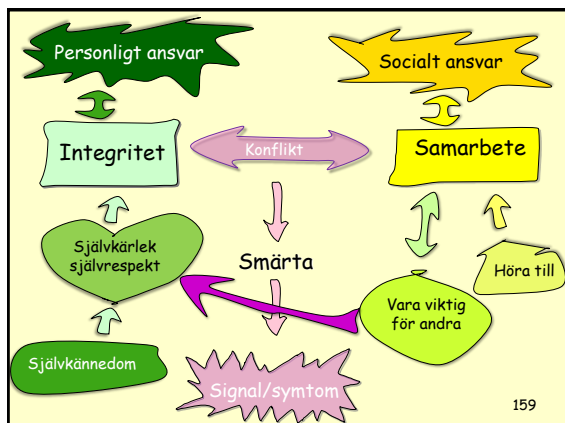 Personligt ansvar
Socialt ansvar
Integritet
Konflikt
Samarbete
Självkärlek
självrespekt
Smärta
Höra till
Vara viktig
för andra
Självkännedom
Signal/symtom
159